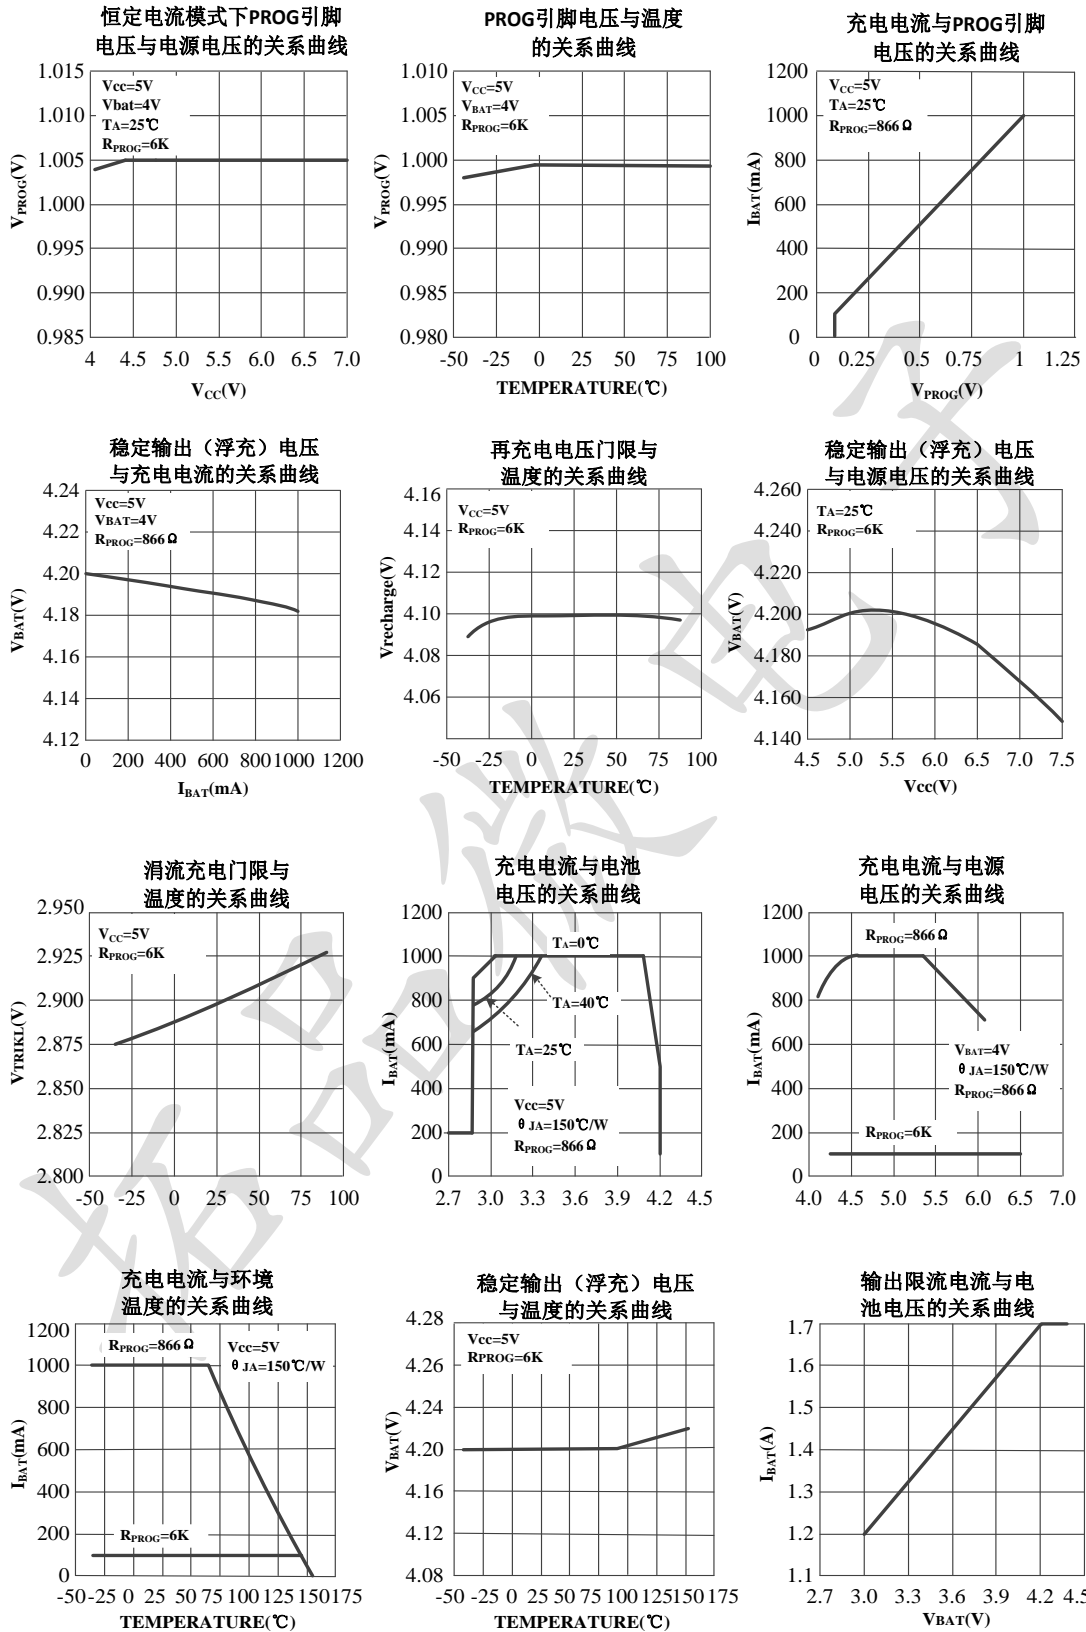 恒定电流模式下PROG引脚
电压与电源电压的关系曲线
1.015
1.010
1.005
1.000
0.995
0.990
0.985
Vcc=5V
Vbat=4V
TA=25℃
RPROG=6K
VPROG(V)
4 4.5 5.0 5.5 6.0 6.5 7.0
VCC(V)
PROG引脚电压与温度
的关系曲线
1.010
1.005
1.000
0.995
0.990
0.985
0.980
VCC=5V
VBAT=4V
RPROG=6K
VPROG(V)
-50 -25 0 25 50 75 100
TEMPERATURE(℃)
充电电流与PROG引脚
电压的关系曲线
1200
1000
800
600
400
200
0
VCC=5V
TA=25℃
RPROG=866Ω
IBAT(mA)
0 0.25 0.5 0.75 1 1.25
VPROG(V)
稳定输出（浮充）电压
与充电电流的关系曲线
4.24
4.22
4.20
4.18
4.16
4.14
4.12
Vcc=5V
VBAT=4V
RPROG=866Ω
VBAT(V)
0 200 400 600 800 1000 1200
IBAT(mA)
再充电电压门限与
温度的关系曲线
4.16
4.14
4.12
4.10
4.08
4.06
VCC=5V
RPROG=6K
Vrecharge(V)
-50 -25 0 25 50 75 100
TEMPERATURE(℃)
稳定输出（浮充）电压
与电源电压的关系曲线
4.260
4.240
4.220
4.200
4.180
4.160
4.140
TA=25℃
RPROG=6K
VBAT(V)
4.5 5.0 5.5 6.0 6.5 7.0 7.5
Vcc(V)
涓流充电门限与
温度的关系曲线
2.950
2.925
2.900
2.875
2.850
2.825
2.800
VCC=5V
RPROG=6K
VTRIKL(V)
-50 -25 0 25 50 75 100
充电电流与电池
电压的关系曲线
1200
1000
800
600
400
200
0
TA=0℃
TA=40℃
TA=25℃
Vcc=5V
θJA=150℃/W
RPROG=866Ω
IBAT(mA)
2.7 3.0 3.3 3.6 3.9 4.2 4.5
充电电流与电源
电压的关系曲线
1200
1000
800
600
400
200
0
RPROG=866Ω
VBAT=4V
θJA=150℃/W
RPROG=866Ω
RPROG=6K
IBAT(mA)
4.0 4.5 5.0 5.5 6.0 6.5 7.0
充电电流与环境
温度的关系曲线
1200
1000
800
600
400
200
0
RPROG=866Ω
Vcc=5V
θJA=150℃/W
RPROG=6K
IBAT(mA)
-50 -25 0 25 50 75 100 125 150 175
TEMPERATURE(℃)
稳定输出（浮充）电压
与温度的关系曲线
4.28
4.26
4.24
4.20
4.16
4.12
4.08
Vcc=5V
RPROG=6K
VBAT(V)
-50 -25 0 25 50 75 100 125 150 175
TEMPERATURE(℃)
输出限流电流与电
池电压的关系曲线
1.7
1.6
1.5
1.4
1.3
1.2
1.1
IBAT(A)
2.7 3.0 3.3 3.6 3.9 4.2 4.5
VBAT(V)
拓品微电子